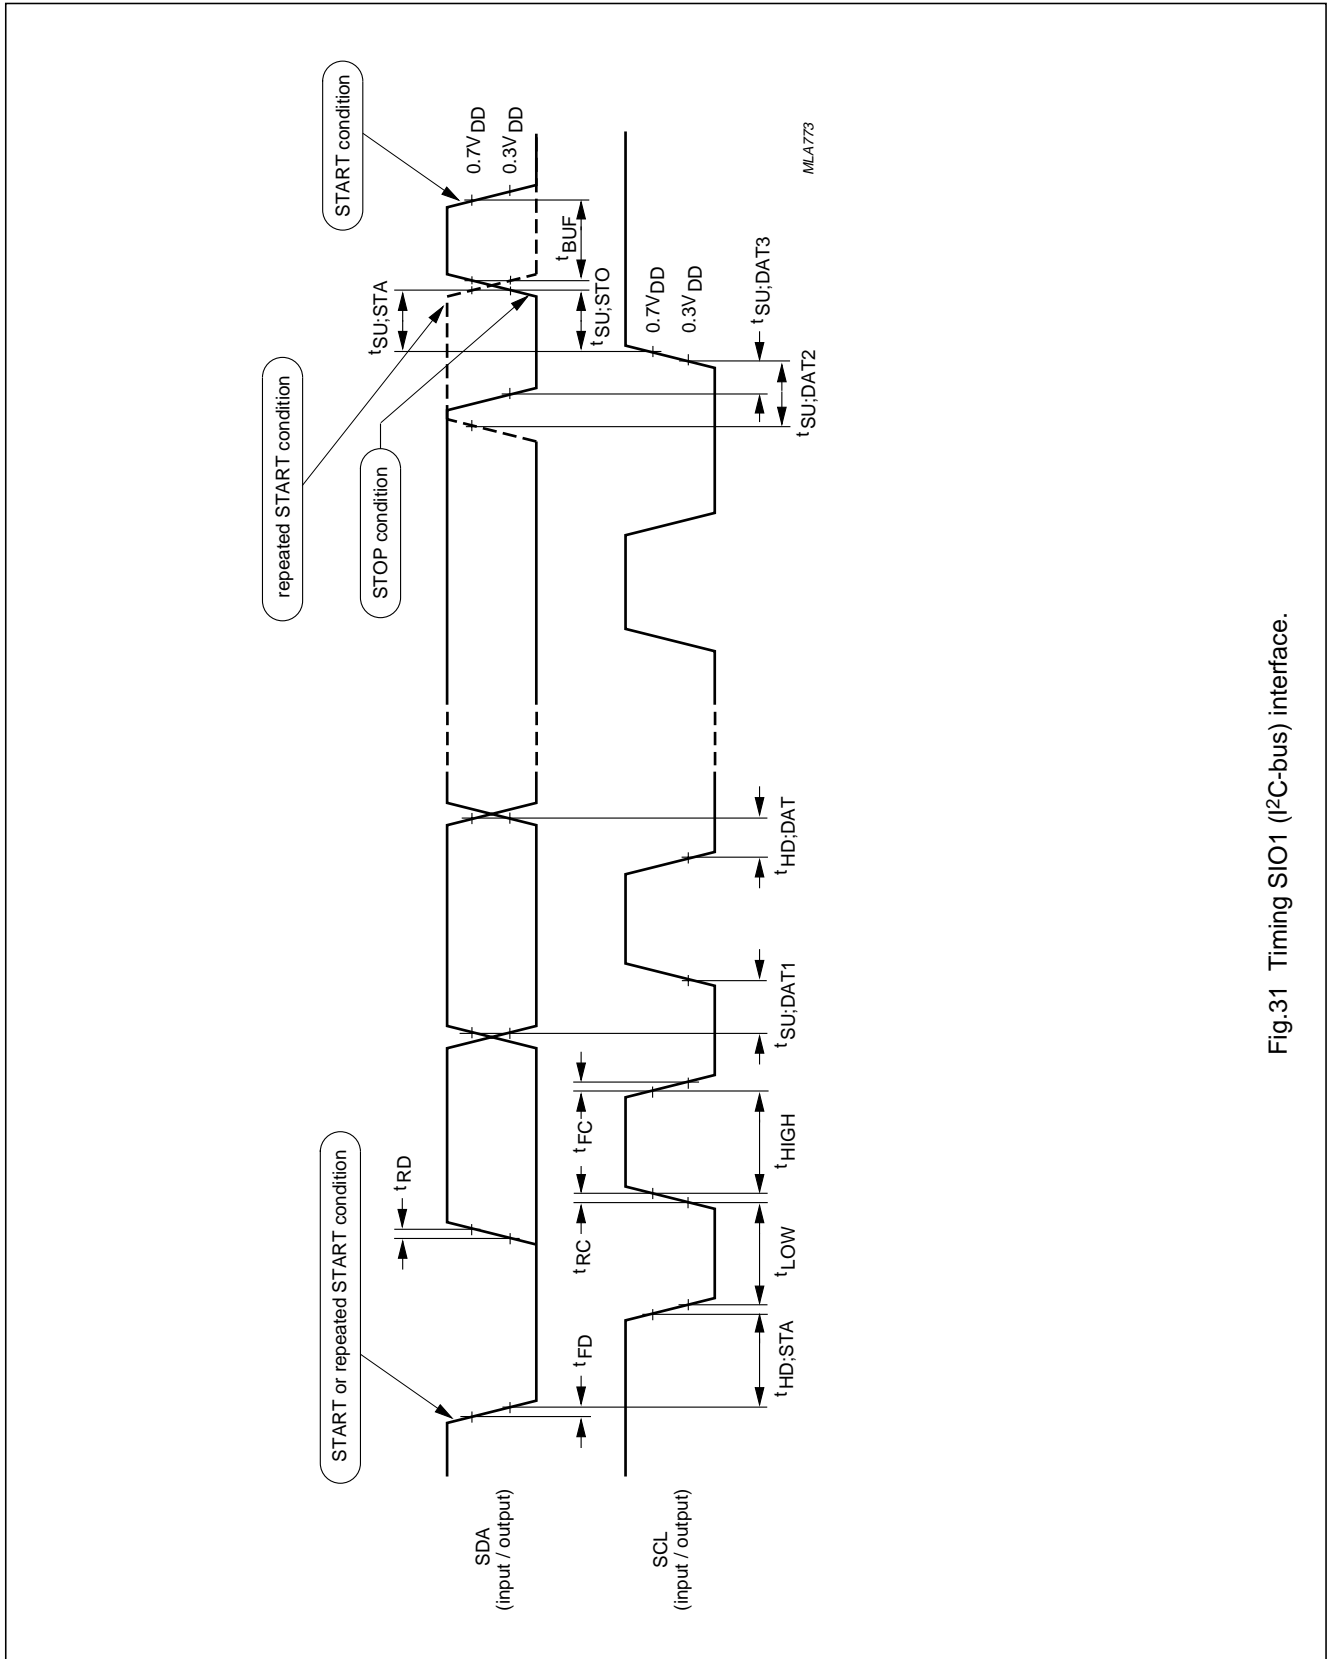 START or repeated START condition
repeated START condition
START condition
STOP condition
SDA
(input / output)
tRD
tSU;STA
0.7VDD
0.3VDD
tFD
tRC
tFC
tSU;STO
tBUF
SCL
(input / output)
0.7VDD
0.3VDD
tHD;STA
tLOW
tHIGH
tSU;DAT1
tHD;DAT
tSU;DAT3
tSU;DAT2
MLA773
Fig.31 Timing SIO1 (I²C-bus) interface.